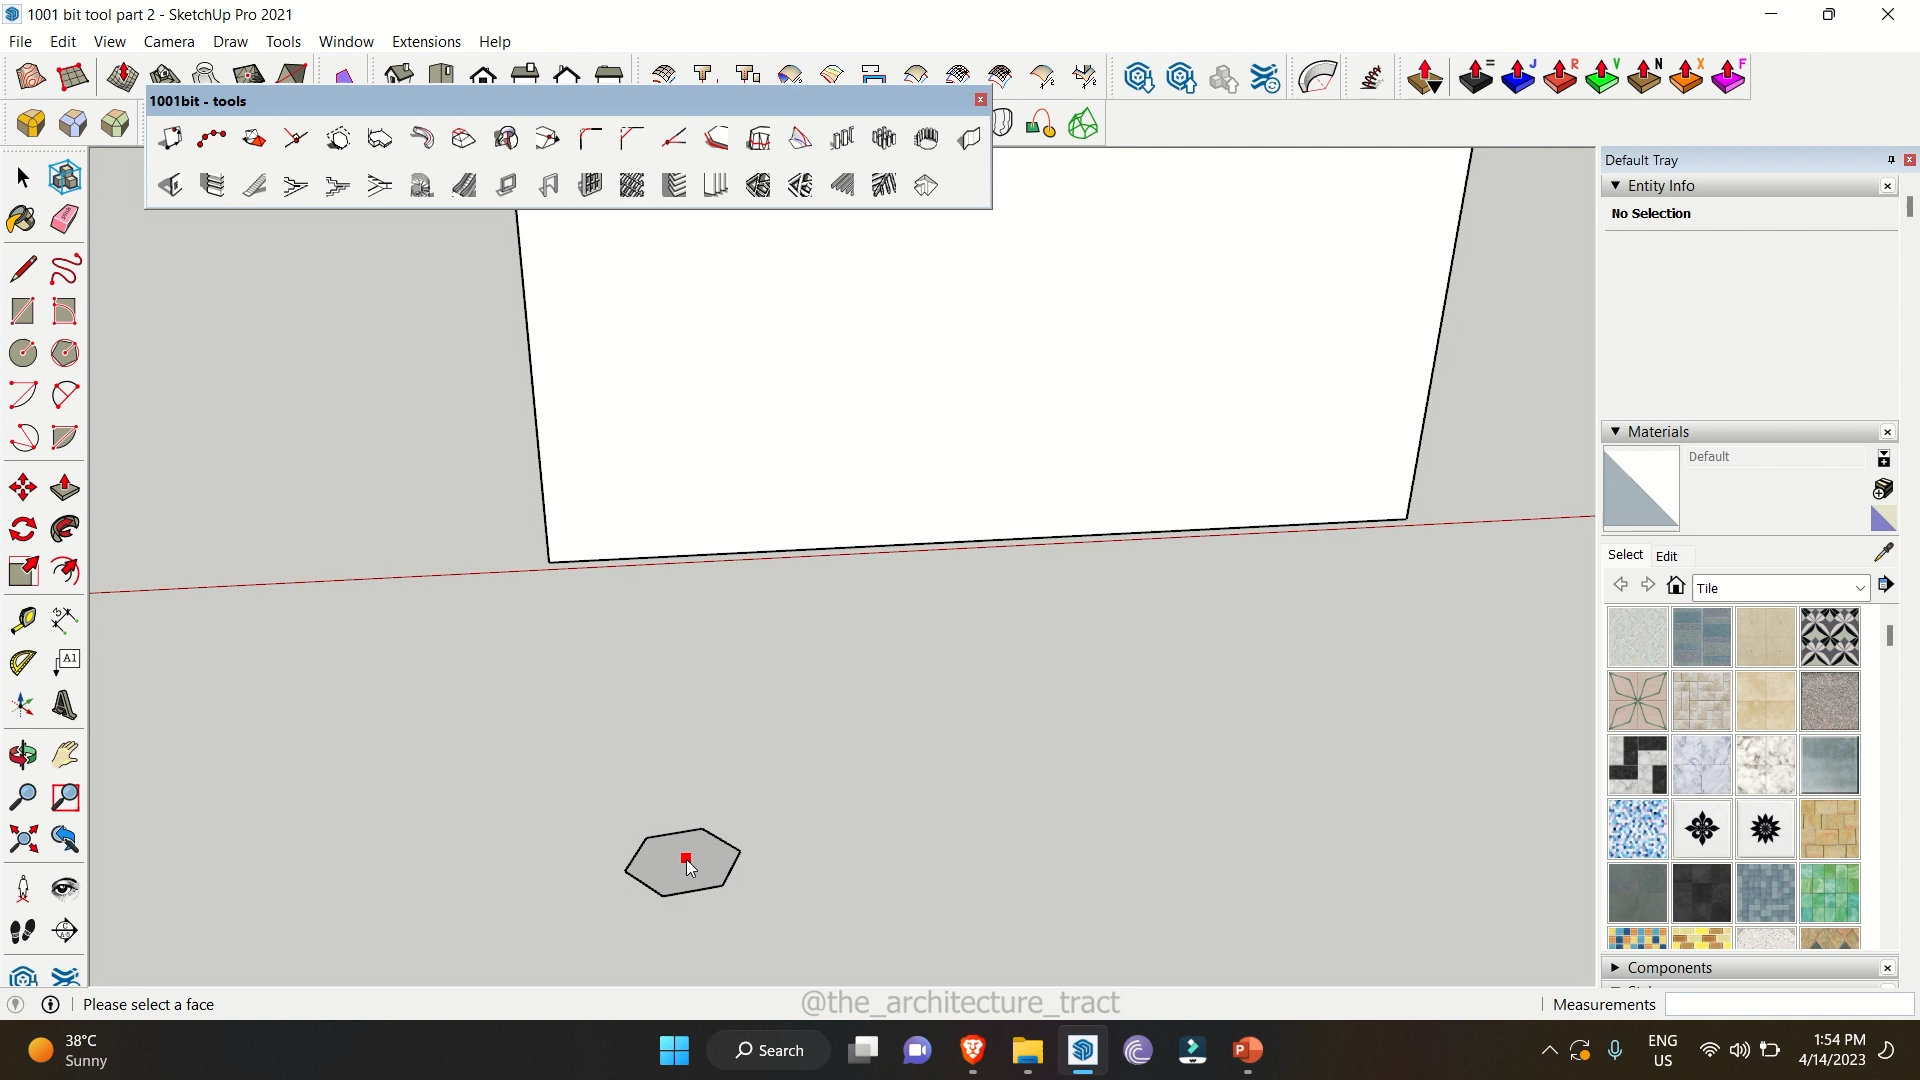 1001 bit tool part 2 - SketchUp Pro 2021
File Edit View Camera Draw Tools Window Extensions Help
= J R V N X F
1001bit - tools
Default Tray
Entity Info
No Selection
Materials
Default
Select Edit
Tile
A1
Components
Please select a face
@the_architecture_tract
Measurements
38°C
Sunny
Search
ENG
US
1:54 PM
4/14/2023